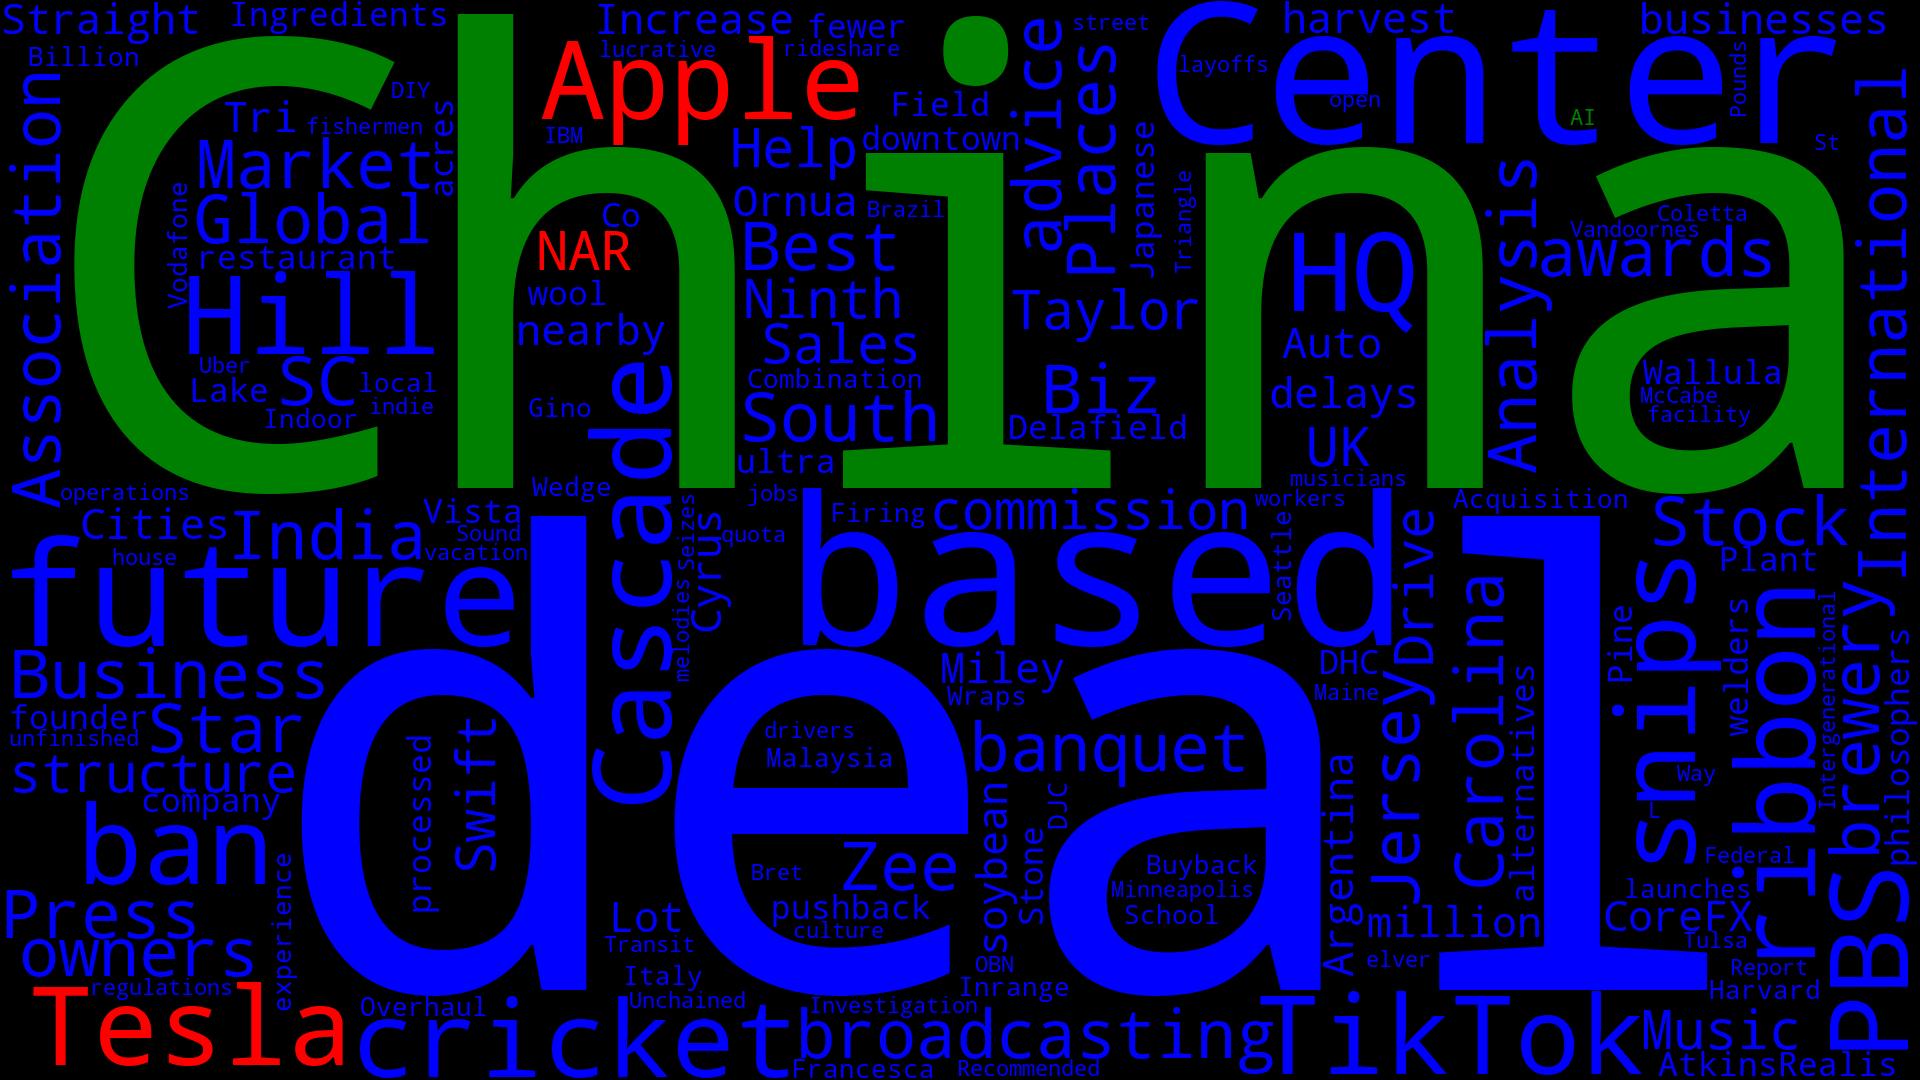 Straight
Ingredients
Increase
fewer
street
Center
harvest
businesses
Billion
lucrative
rideshare
layoffs
Pounds
China
Apple
DIY
Field
advice
Places
open
AI
Association
Tri
fishermen
acres
IBM
Help
downtown
Japanese
St
International
Market
Vodafone
Global
Co
Ornua
Brazil
Triangle
Analysis
Coletta
Vandoornes
awards
restaurant
NAR
Best
HQ
Hill
wool
Ninth
Taylor
nearby
Sales
Auto
Uber
Lake
SC
local
indie
Indoor
Gino
Cascade
Combination
South
Biz
Delafield
delays
Wallula
McCabe
facility
UK
ultra
musicians
operations
Wedge
Seizes
jobs
workers
Acquisition
Cities
India
Vista
Sound
vacation
Cyrus
quota
Firing
commission
based
Seattle
Drive
Stock
Plant
house
future
melodies
deal
Business
Miley
Wraps
DHC
Maine
Carolina
Pine
snips
Welders
ribbon
Intergenerational
brewery
philosophers
founder
unfinished
Star
structure
company
processed
Swift
drivers
Malaysia
banquet
Jersey
alternatives
Way
L
ban
Bret
Zee
soybean
DJC
Stone
Buyback
Minneapolis
School
Argentina
Federal
launches
Press
owners
experience
Lot
Transit
pushback
culture
million
CoreFX
Tulsa
PBS
regulations
Italy
OBN
elver
Report
Harvard
Tesla
Overhaul
Unchained
Investigation
Inrange
cricket
broadcasting
TikTok
Music
Francesca
Recommended
AtkinsRealis